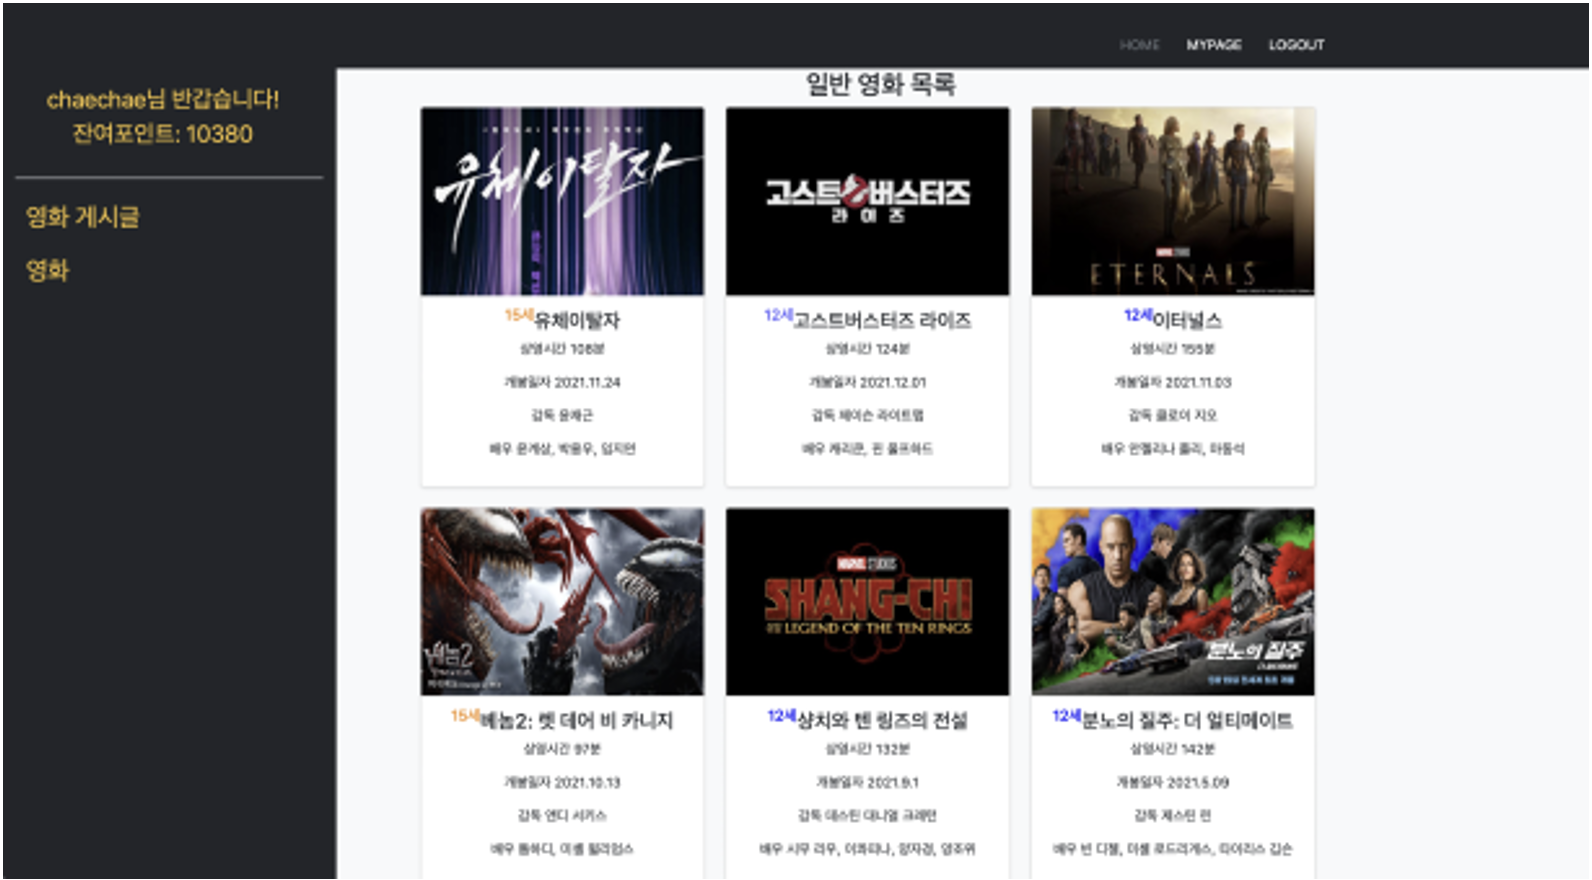 HOME MYPAGE LOGOUT
chaechae님 반갑습니다!
잔여포인트: 10380
영화 게시글
영화
일반 영화 목록
유체이탈자
고스트버스터즈
라이즈
MARVEL STUDIOS
ETERNALS
15세유체이탈자
상영시간 108분
개봉일자 2021.11.24
감독 윤재근
배우 윤계상, 박용우, 임지연
12세고스트버스터즈 라이즈
상영시간 124분
개봉일자 2021.12.01
감독 제이슨 라이트맨
배우 캐리쿤, 핀 울프하드
12세이터널스
상영시간 155분
개봉일자 2021.11.03
감독 클로이 자오
배우 안젤리나 졸리, 마동석
베놈2
MARVEL STUDIOS
SHANG-CHI
LEGEND OF THE TEN RINGS
분노의 질주
15세베놈2: 렛 데어 비 카니지
상영시간 97분
개봉일자 2021.10.13
감독 앤디 서키스
배우 톰하디, 미셸 윌리엄스
12세샹치와 텐 링즈의 전설
상영시간 132분
개봉일자 2021.9.1
감독 데스틴 대니얼 크레턴
배우 시무 리우, 아콰피나, 양자경, 양조위
12세분노의 질주: 더 얼티메이트
상영시간 142분
개봉일자 2021.5.09
감독 저스틴 린
배우 빈 디젤, 미셸 로드리게스, 타이리스 깁슨